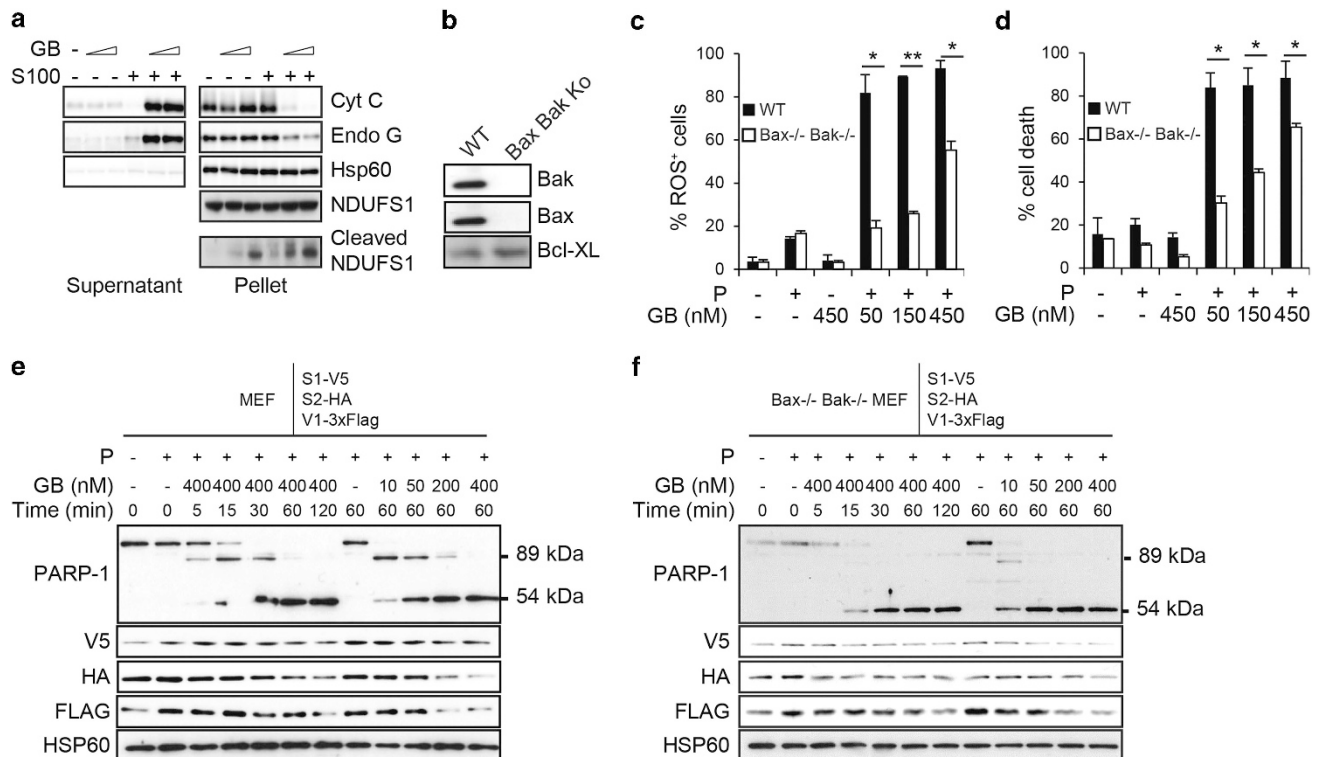 a
GB -
S100 - - - + + + - - - + + +
Cyt C
Endo G
Hsp60
NDUFS1
Cleaved
NDUFS1
Supernatant Pellet
b
WT Bax Bak Ko
Bak
Bax
Bcl-XL
c
100
80
60
40
20
0
% ROS⁺ cells
* ** *
WT
Bax-/- Bak-/-
P - + - + + +
GB (nM) - - 450 50 150 450
d
100
80
60
40
20
0
% cell death
* * *
WT
Bax-/- Bak-/-
P - + - + + +
GB (nM) - - 450 50 150 450
e
MEF
S1-V5
S2-HA
V1-3xFlag
P - + + + + + + + + + + +
GB (nM) - - 400 400 400 400 400 - 10 50 200 400
Time (min) 0 0 5 15 30 60 120 60 60 60 60 60
PARP-1
89 kDa
54 kDa
V5
HA
FLAG
HSP60
f
Bax-/- Bak-/- MEF
S1-V5
S2-HA
V1-3xFlag
P - + + + + + + + + + + +
GB (nM) - - 400 400 400 400 400 - 10 50 200 400
Time (min) 0 0 5 15 30 60 120 60 60 60 60 60
PARP-1
89 kDa
54 kDa
V5
HA
FLAG
HSP60